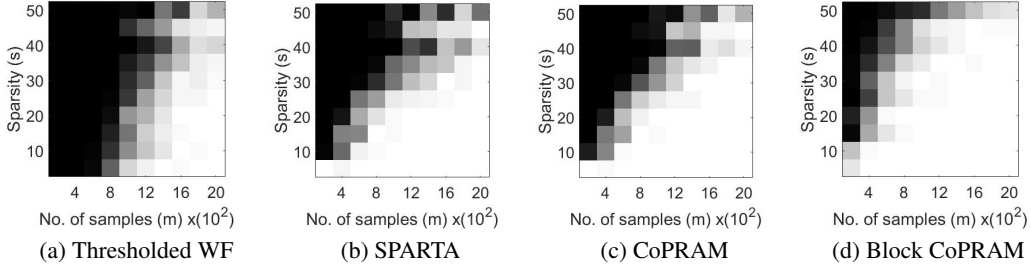 50
40
30
20
10
Sparsity (s)
4 8 12 16 20
No. of samples (m) x(10²)
(a) Thresholded WF
50
40
30
20
10
Sparsity (s)
4 8 12 16 20
No. of samples (m) x(10²)
(b) SPARTA
50
40
30
20
10
Sparsity (s)
4 8 12 16 20
No. of samples (m) x(10²)
(c) CoPRAM
50
40
30
20
10
Sparsity (s)
4 8 12 16 20
No. of samples (m) x(10²)
(d) Block CoPRAM